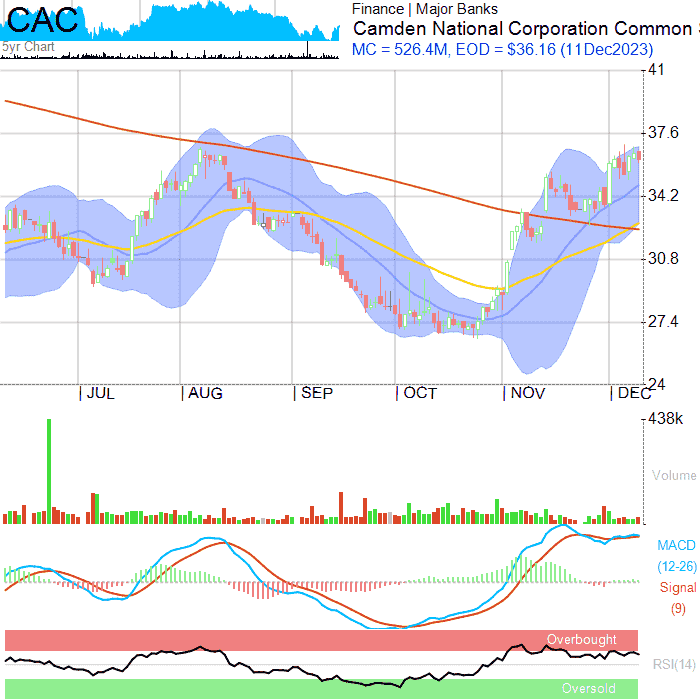 CAC
5yr Chart
Finance | Major Banks
Camden National Corporation Common
MC = 526.4M, EOD = $36.16 (11Dec2023)
41
37.6
34.2
30.8
27.4
24
JUL
AUG
SEP
OCT
NOV
DEC
438k
Volume
MACD
(12-26)
Signal
(9)
Overbought
RSI(14)
Oversold